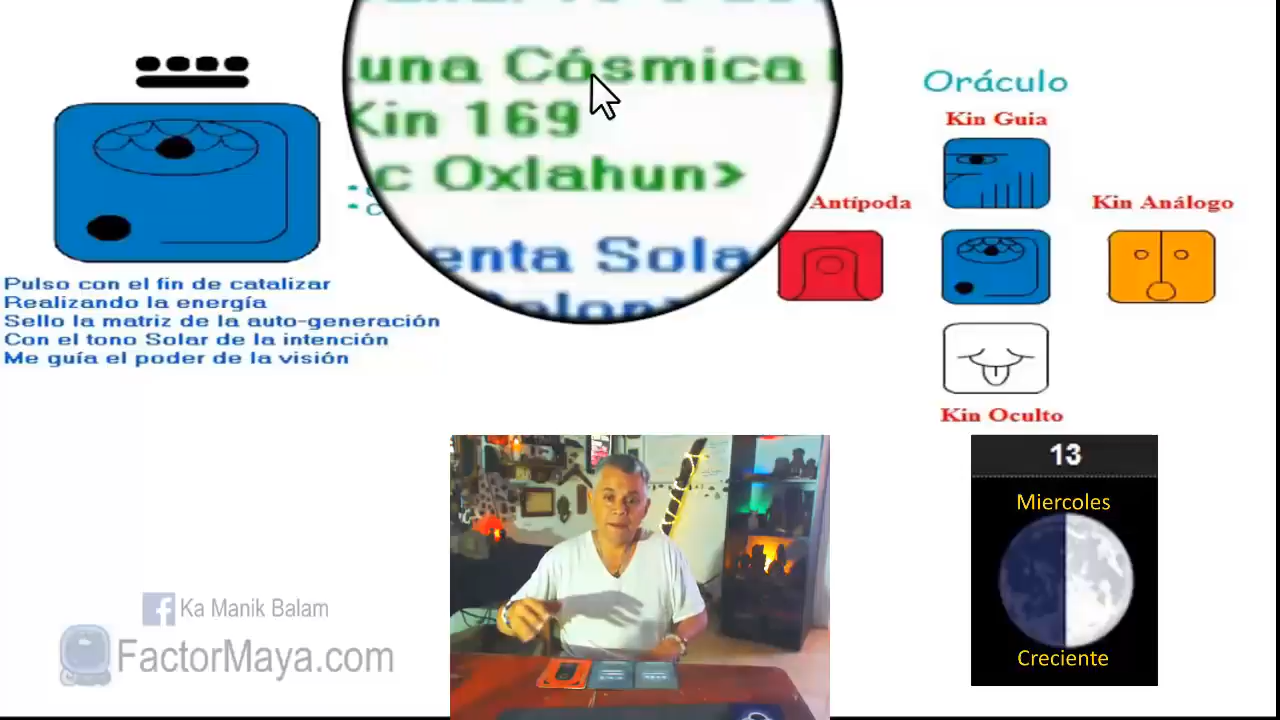 una Cósmica
Kin 169
c Oxlahun>
enta Sola
Pulso con el fin de catalizar
Realizando la energía
Sello la matriz de la auto-generación
Con el tono Solar de la intención
Me guía el poder de la visión
Oráculo
Kin Guia
Antípoda
Kin Análogo
Kin Oculto
13
Miercoles
Creciente
Ka Manik Balam
FactorMaya.com